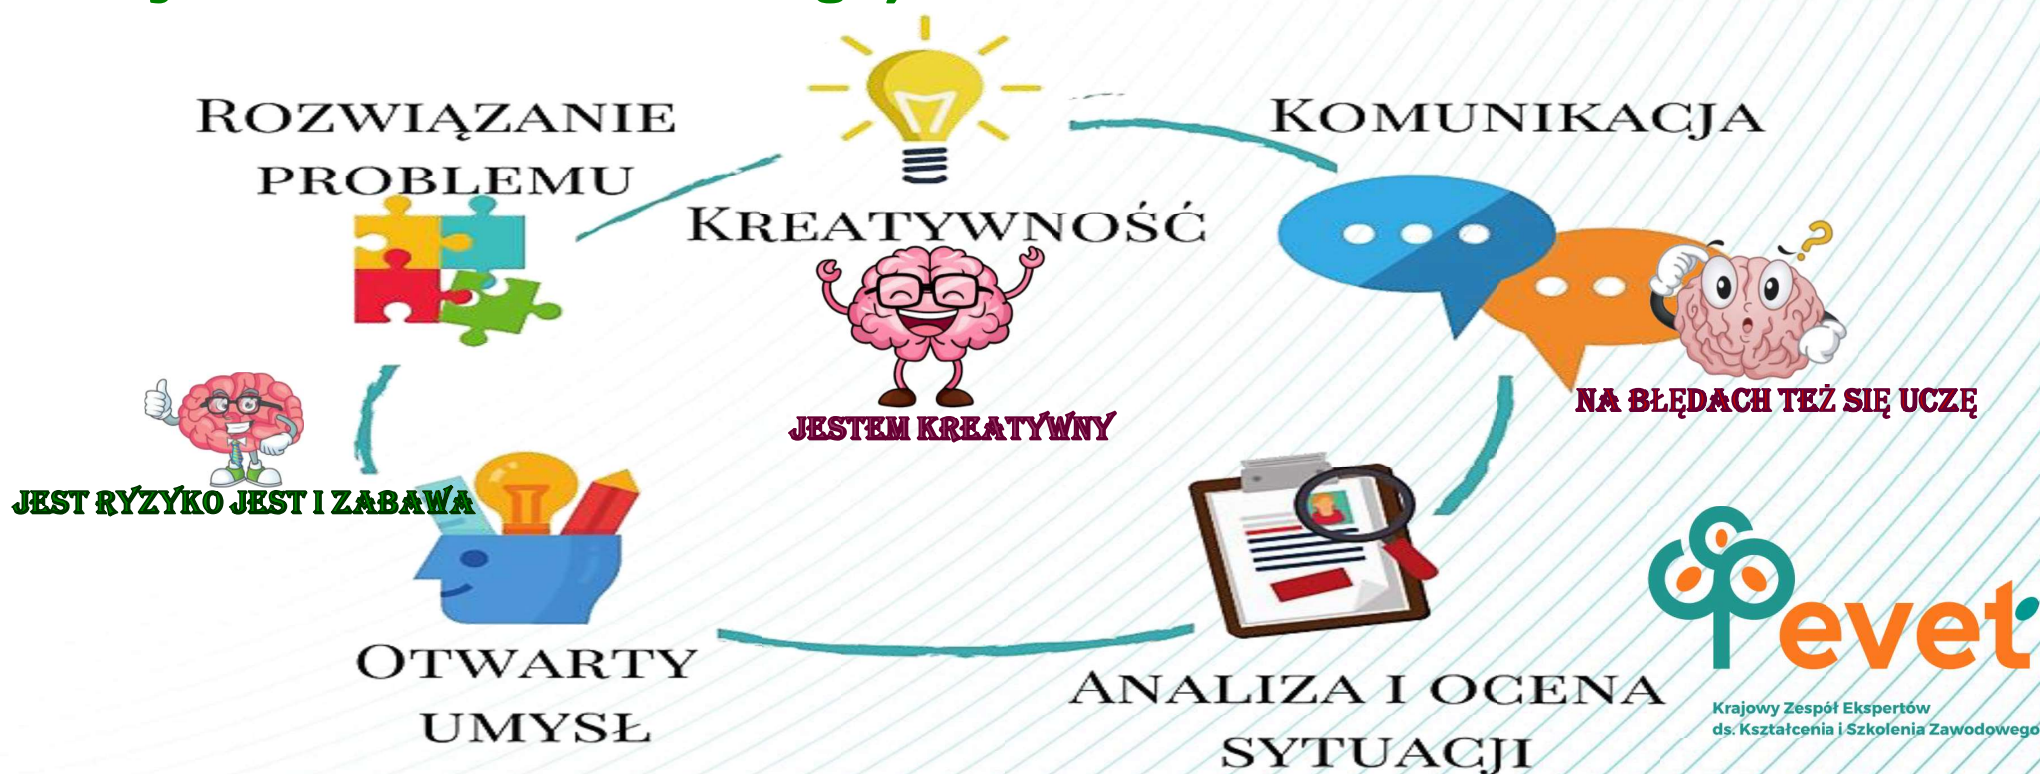 Rozwiązanie
problemu
Kreatywność
Komunikacja
JESTEM KREATYWNY
NA BŁĘDACH TEŻ SIĘ UCZĘ
JEST RYZYKO JEST I ZABAWA
Otwarty
umysł
Analiza i ocena
sytuacji
evet
Krajowy Zespół Ekspertów
ds. Kształcenia i Szkolenia Zawodowego